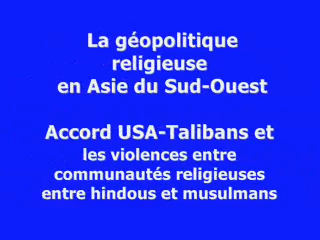 La géopolitique
religieuse
en Asie du Sud-Ouest
Accord USA-Talibans et
les violences entre
communautés religieuses
entre hindous et musulmans